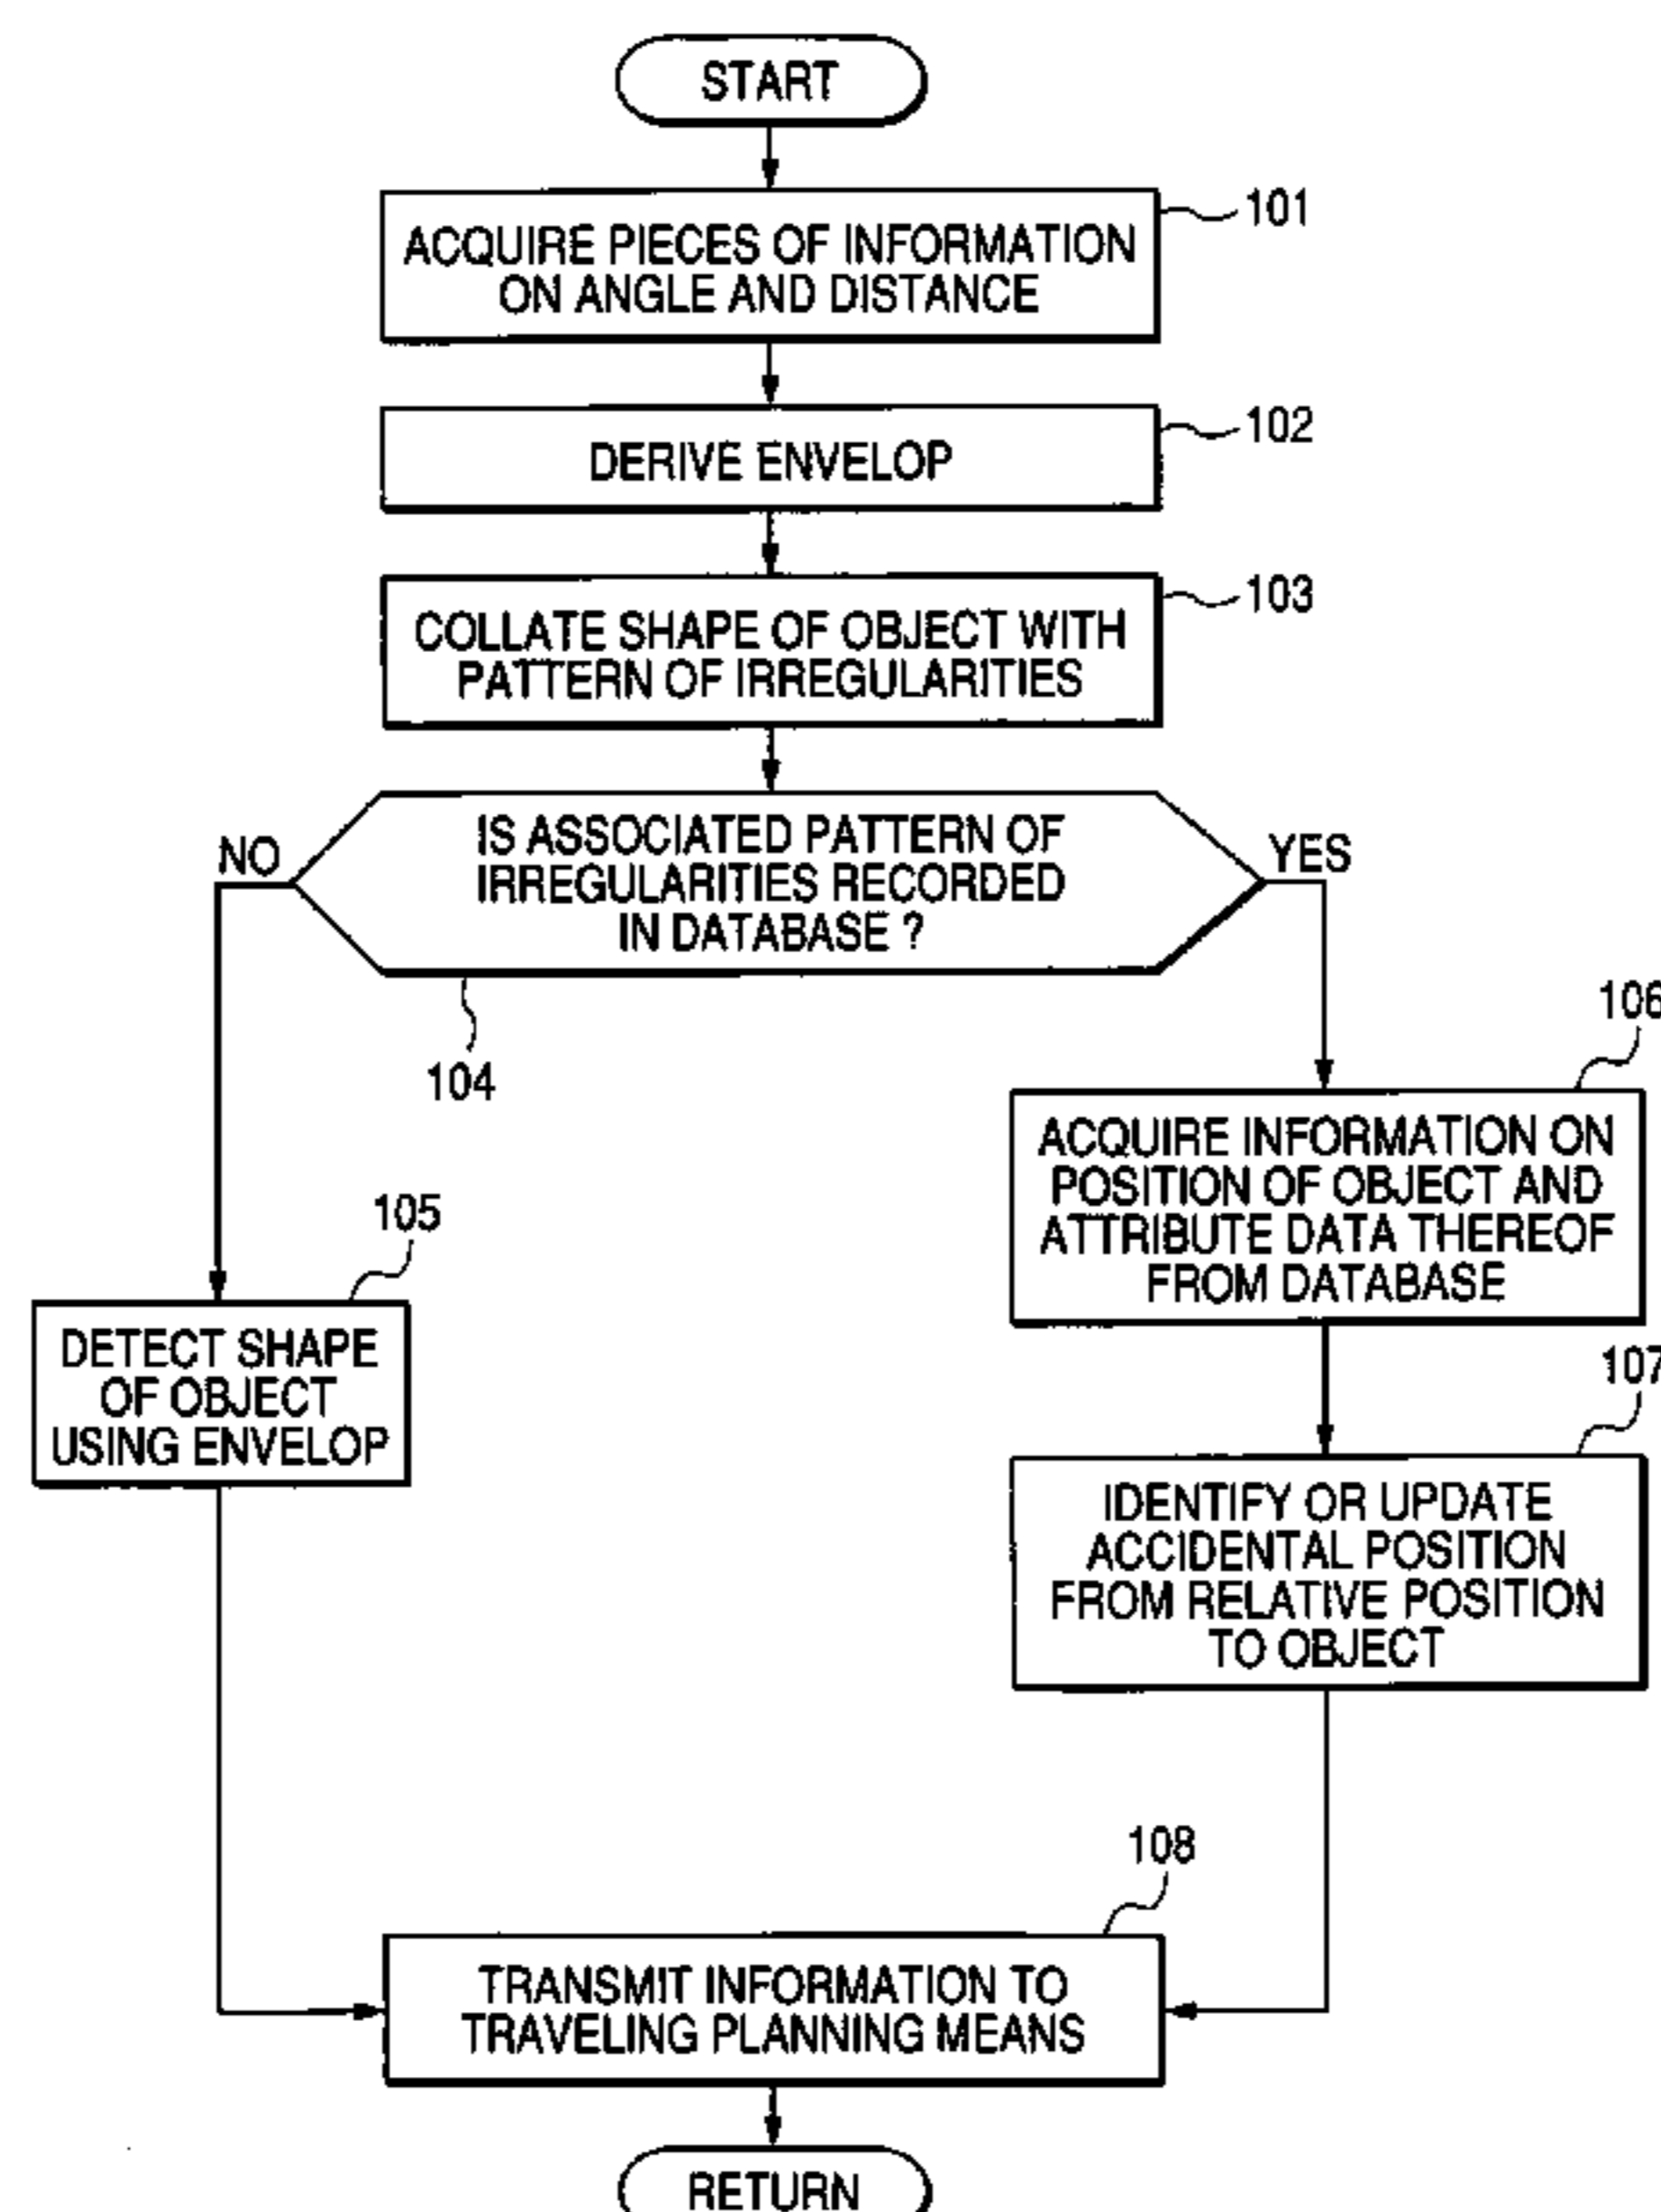 START
ACQUIRE PIECES OF INFORMATION
ON ANGLE AND DISTANCE
101
DERIVE ENVELOP
102
COLLATE SHAPE OF OBJECT WITH
PATTERN OF IRREGULARITIES
103
IS ASSOCIATED PATTERN OF
IRREGULARITIES RECORDED
IN DATABASE ?
NO
YES
104
106
ACQUIRE INFORMATION ON
POSITION OF OBJECT AND
ATTRIBUTE DATA THEREOF
FROM DATABASE
105
DETECT SHAPE
OF OBJECT
USING ENVELOP
107
IDENTIFY OR UPDATE
ACCIDENTAL POSITION
FROM RELATIVE POSITION
TO OBJECT
108
TRANSMIT INFORMATION TO
TRAVELING PLANNING MEANS
RETURN